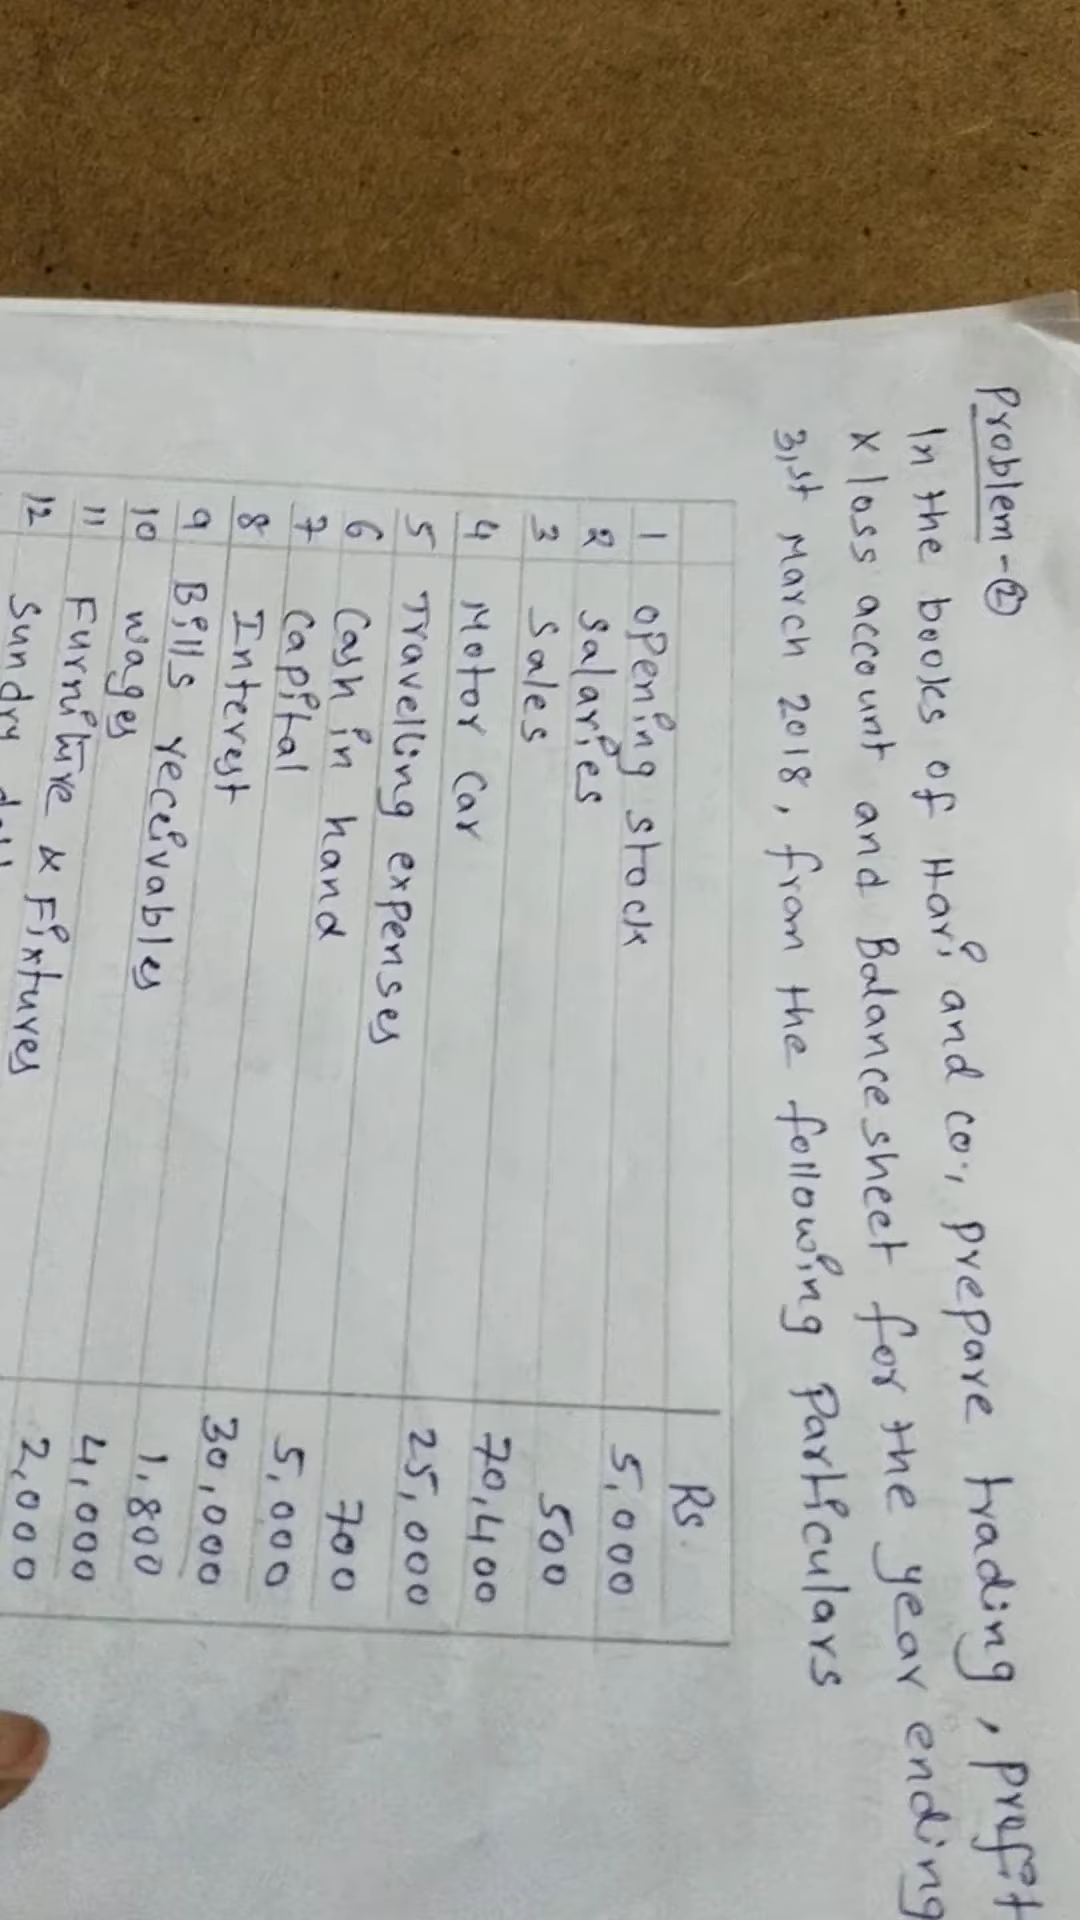 Problem-②
In the books of Hari and co., prepare trading, profit
& loss account and Balance sheet for the year ending
31st March 2018, from the following particulars
Rs.
1 opening stock 5,000
2 salaries 500
3 Sales 70,400
4 Motor Car 25,000
5 Travelling expenses 700
6 Cash in hand 5,000
7 Capital 30,000
8 Interest 1,800
9 Bills receivables 4,000
10 wages 2,000
11 Furniture & Fixtures
12 Sundry